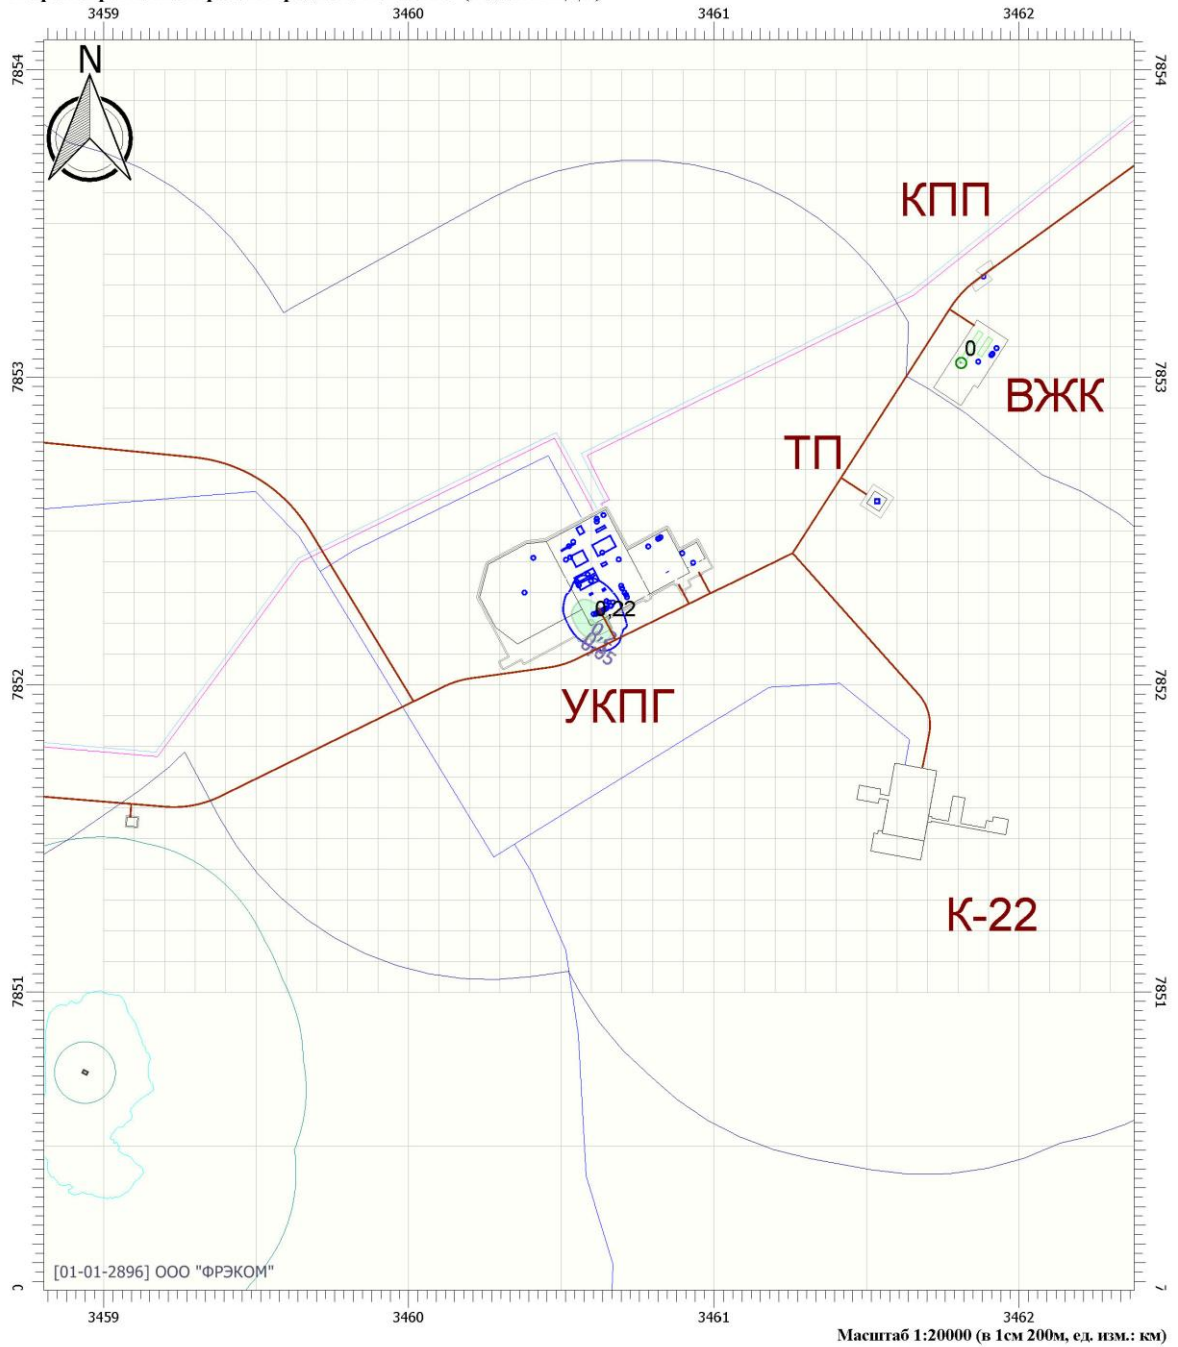 3459 3460 3461 3462
7854 7854
N
КПП
7853 7853
0
ВЖК
ТП
0,22
7852 7852
УКПГ
К-22
7851 7851
[01-01-2896] ООО "ФРЭКОМ"
3459 3460 3461 3462
Масштаб 1:20000 (в 1см 200м, ед. изм.: км)